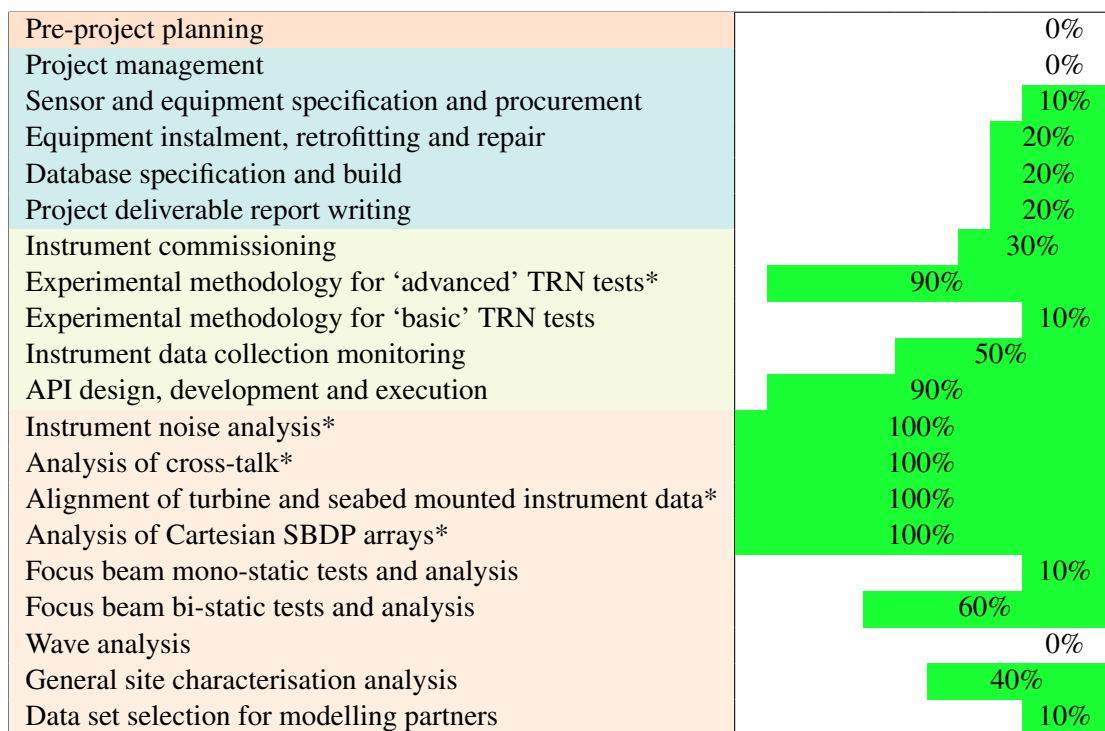 Pre-project planning 0%
Project management 0%
Sensor and equipment specification and procurement 10%
Equipment instalment, retrofitting and repair 20%
Database specification and build 20%
Project deliverable report writing 20%
Instrument commissioning 30%
Experimental methodology for ‘advanced’ TRN tests* 90%
Experimental methodology for ‘basic’ TRN tests 10%
Instrument data collection monitoring 50%
API design, development and execution 90%
Instrument noise analysis* 100%
Analysis of cross-talk* 100%
Alignment of turbine and seabed mounted instrument data* 100%
Analysis of Cartesian SBDP arrays* 100%
Focus beam mono-static tests and analysis 10%
Focus beam bi-static tests and analysis 60%
Wave analysis 0%
General site characterisation analysis 40%
Data set selection for modelling partners 10%